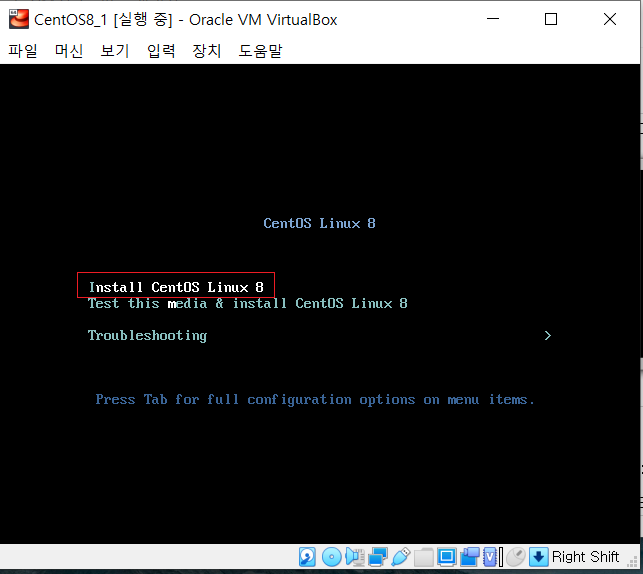 CentOS8_1 [실행 중] - Oracle VM VirtualBox
파일 머신 보기 입력 장치 도움말
CentOS Linux 8
Install CentOS Linux 8
Test this media & install CentOS Linux 8
Troubleshooting >
Press Tab for full configuration options on menu items.
Right Shift